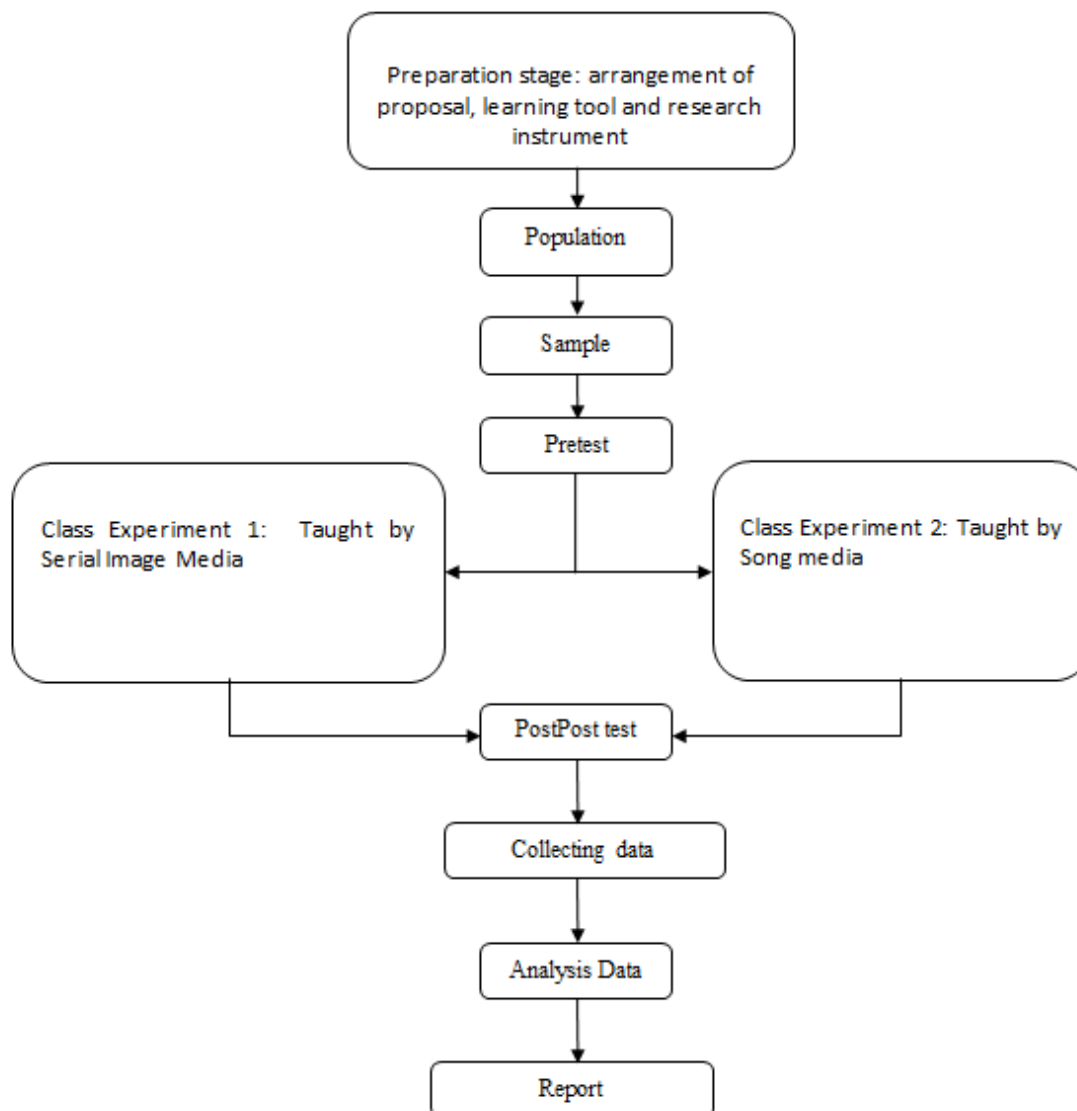 Preparation stage: arrangement of
proposal, learning tool and research
instrument
Population
Sample
Pretest
Class Experiment 1: Taught by
Serial Image Media
Class Experiment 2: Taught by
Song media
PostPost test
Collecting data
Analysis Data
Report